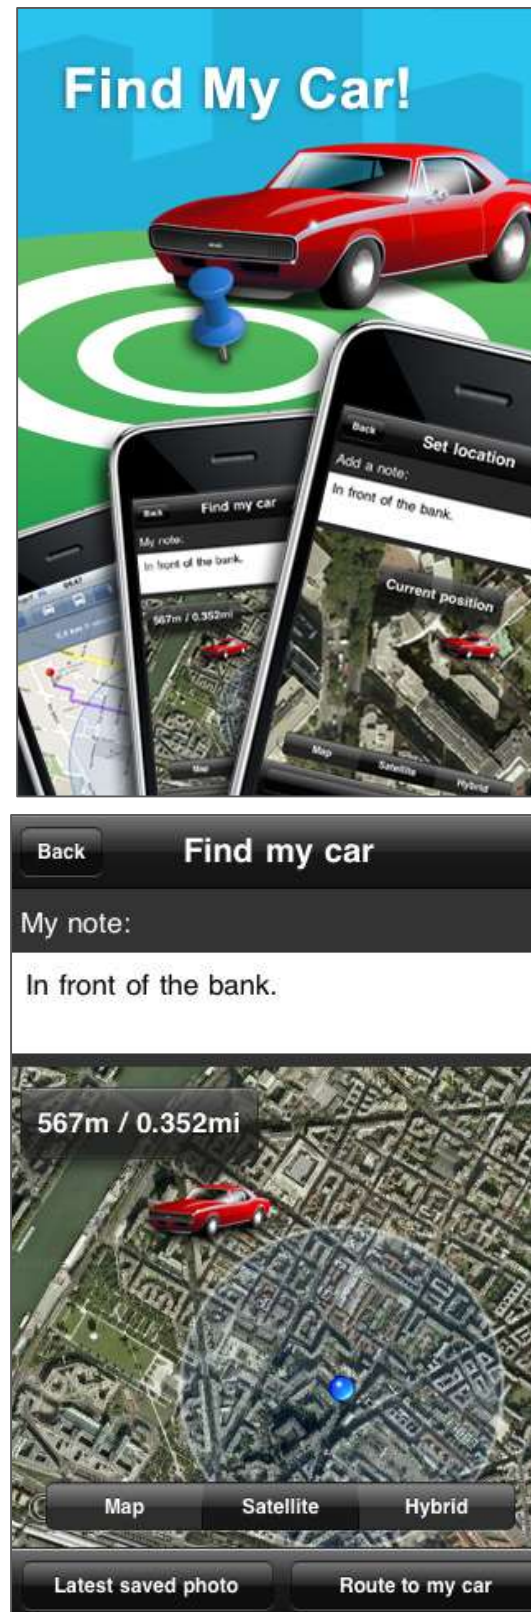 Find My Car!
Back
Set location
Add a note:
In front of the bank.
Current position
Map
Satellite
Hybrid
Back
Find my car
My note:
In front of the bank.
567m / 0.352mi
Map
Back
Find my car
My note:
In front of the bank.
567m / 0.352mi
Map
Satellite
Hybrid
Latest saved photo
Route to my car